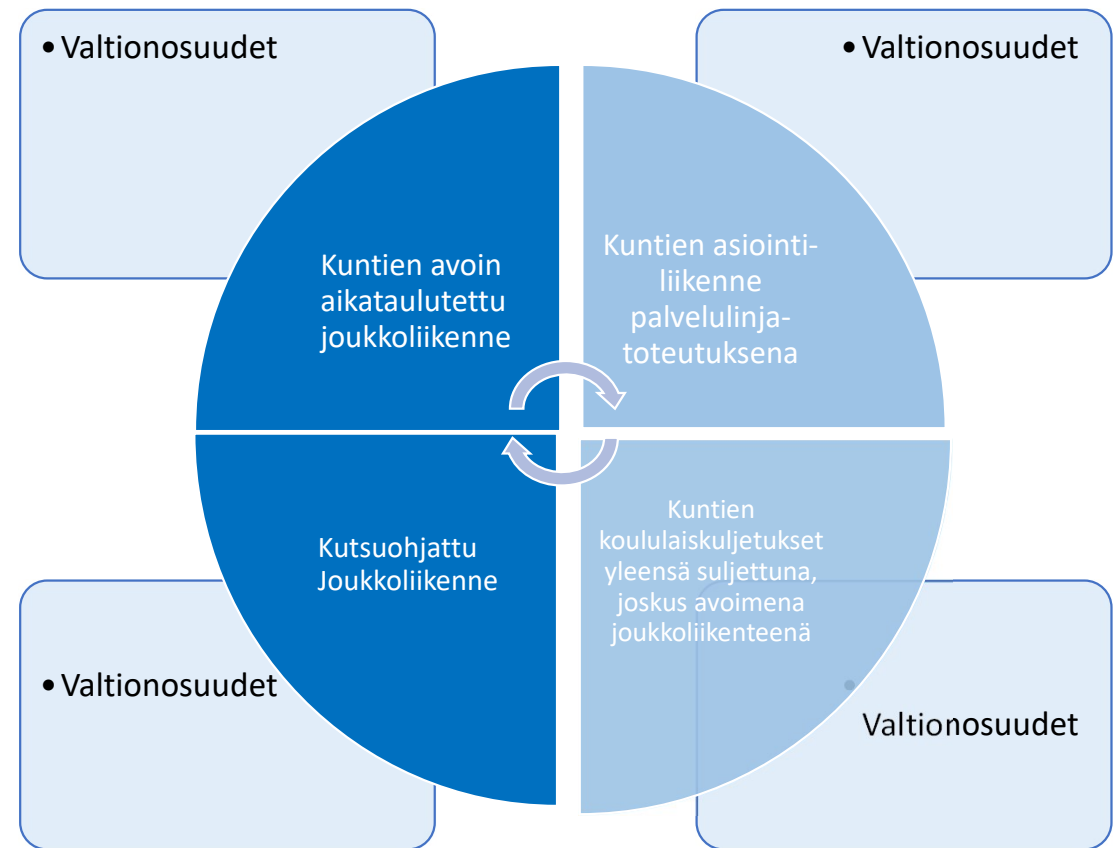 • Valtionosuudet
• Valtionosuudet
Kuntien avoin
aikataulutettu
joukkoliikenne
Kuntien asiointi-
liikenne
palvelulinja-
toteutuksena
Kutsuohjattu
Joukkoliikenne
Kuntien
koululaiskuljetukset
yleensä suljettuna,
joskus avoimena
joukkoliikenteenä
• Valtionosuudet
•
Valtionosuudet